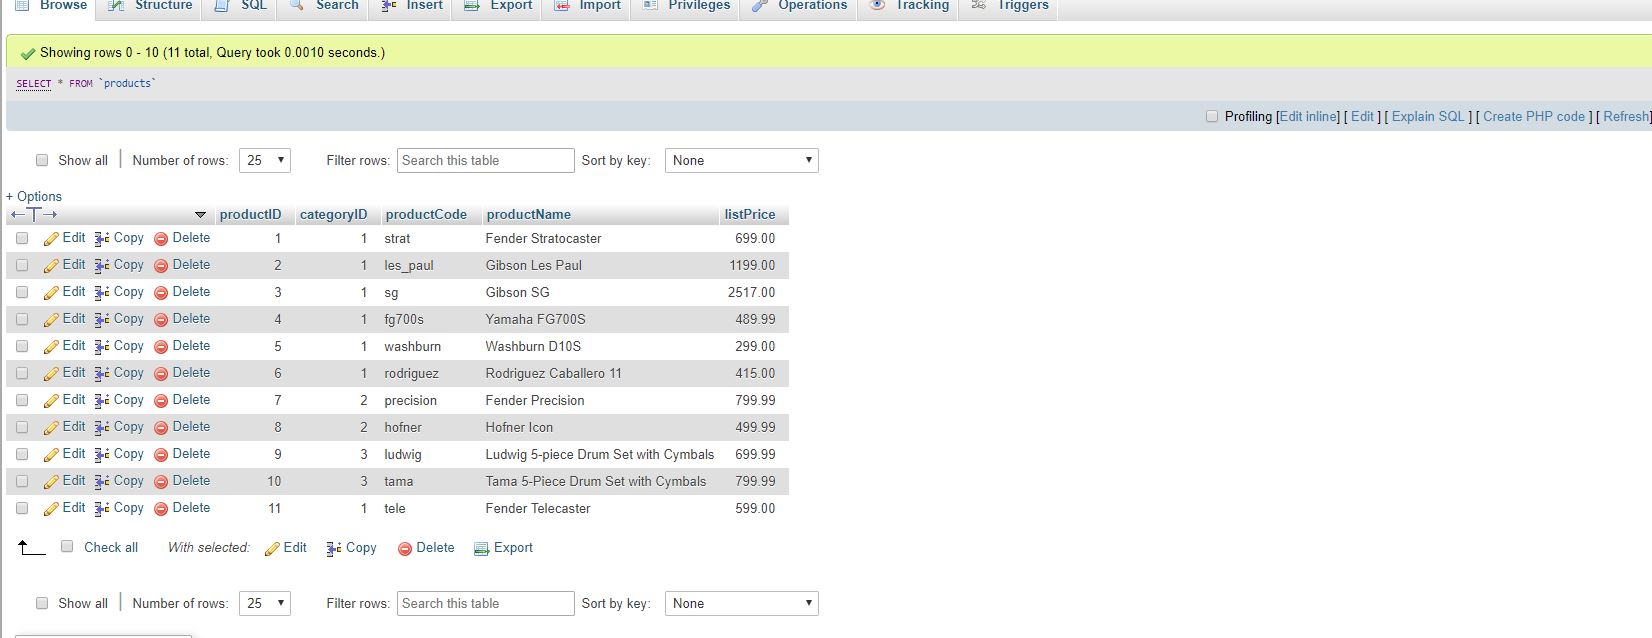 Browse Structure SQL Search Insert Export Import Privileges Operations Tracking Triggers
Showing rows 0 - 10 (11 total, Query took 0.0010 seconds.)
SELECT * FROM `products`
Profiling [Edit inline] [ Edit ] [ Explain SQL ] [ Create PHP code ] [ Refresh]
Show all Number of rows: 25 Filter rows: Search this table Sort by key: None
+ Options
productID categoryID productCode productName listPrice
Edit Copy Delete 1 1 strat Fender Stratocaster 699.00
Edit Copy Delete 2 1 les_paul Gibson Les Paul 1199.00
Edit Copy Delete 3 1 sg Gibson SG 2517.00
Edit Copy Delete 4 1 fg700s Yamaha FG700S 489.99
Edit Copy Delete 5 1 washburn Washburn D10S 299.00
Edit Copy Delete 6 1 rodriguez Rodriguez Caballero 11 415.00
Edit Copy Delete 7 2 precision Fender Precision 799.99
Edit Copy Delete 8 2 hofner Hofner Icon 499.99
Edit Copy Delete 9 3 ludwig Ludwig 5-piece Drum Set with Cymbals 699.99
Edit Copy Delete 10 3 tama Tama 5-Piece Drum Set with Cymbals 799.99
Edit Copy Delete 11 1 tele Fender Telecaster 599.00
Check all With selected: Edit Copy Delete Export
Show all Number of rows: 25 Filter rows: Search this table Sort by key: None